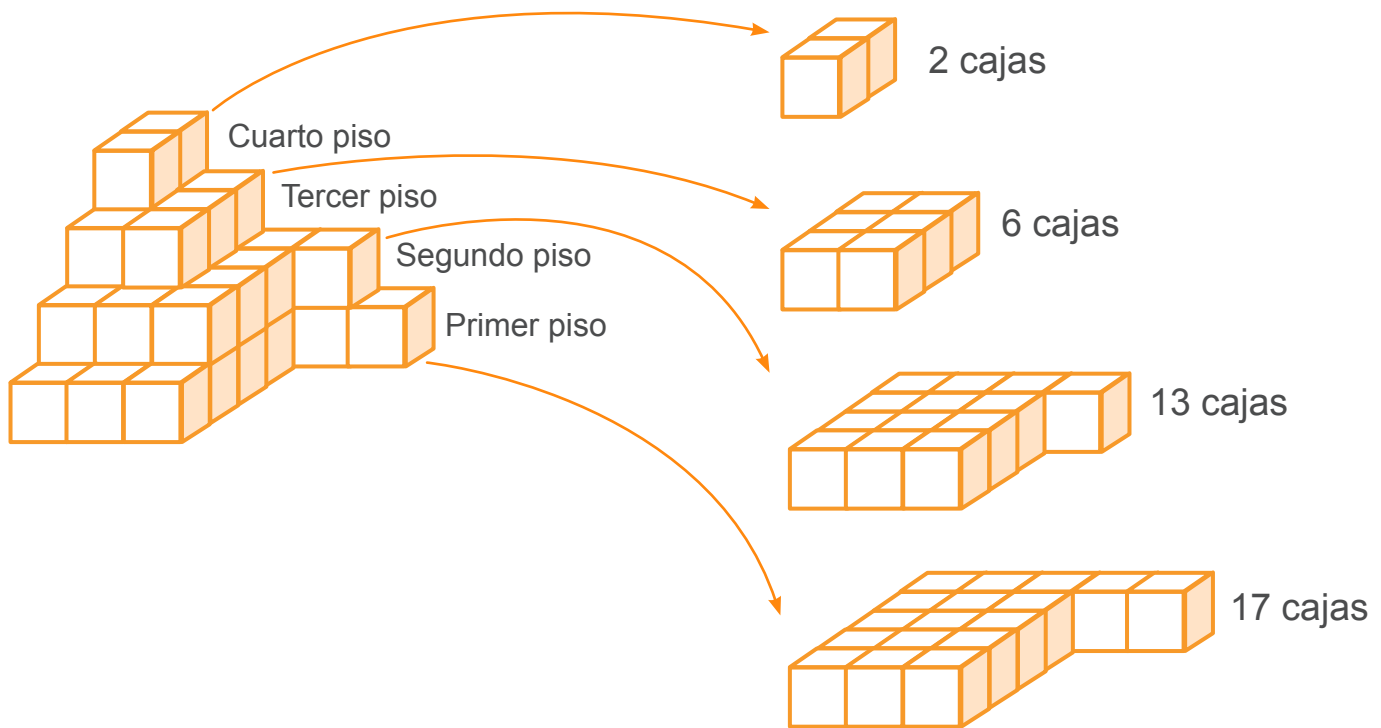 2 cajas
Cuarto piso
Tercer piso
6 cajas
Segundo piso
Primer piso
13 cajas
17 cajas